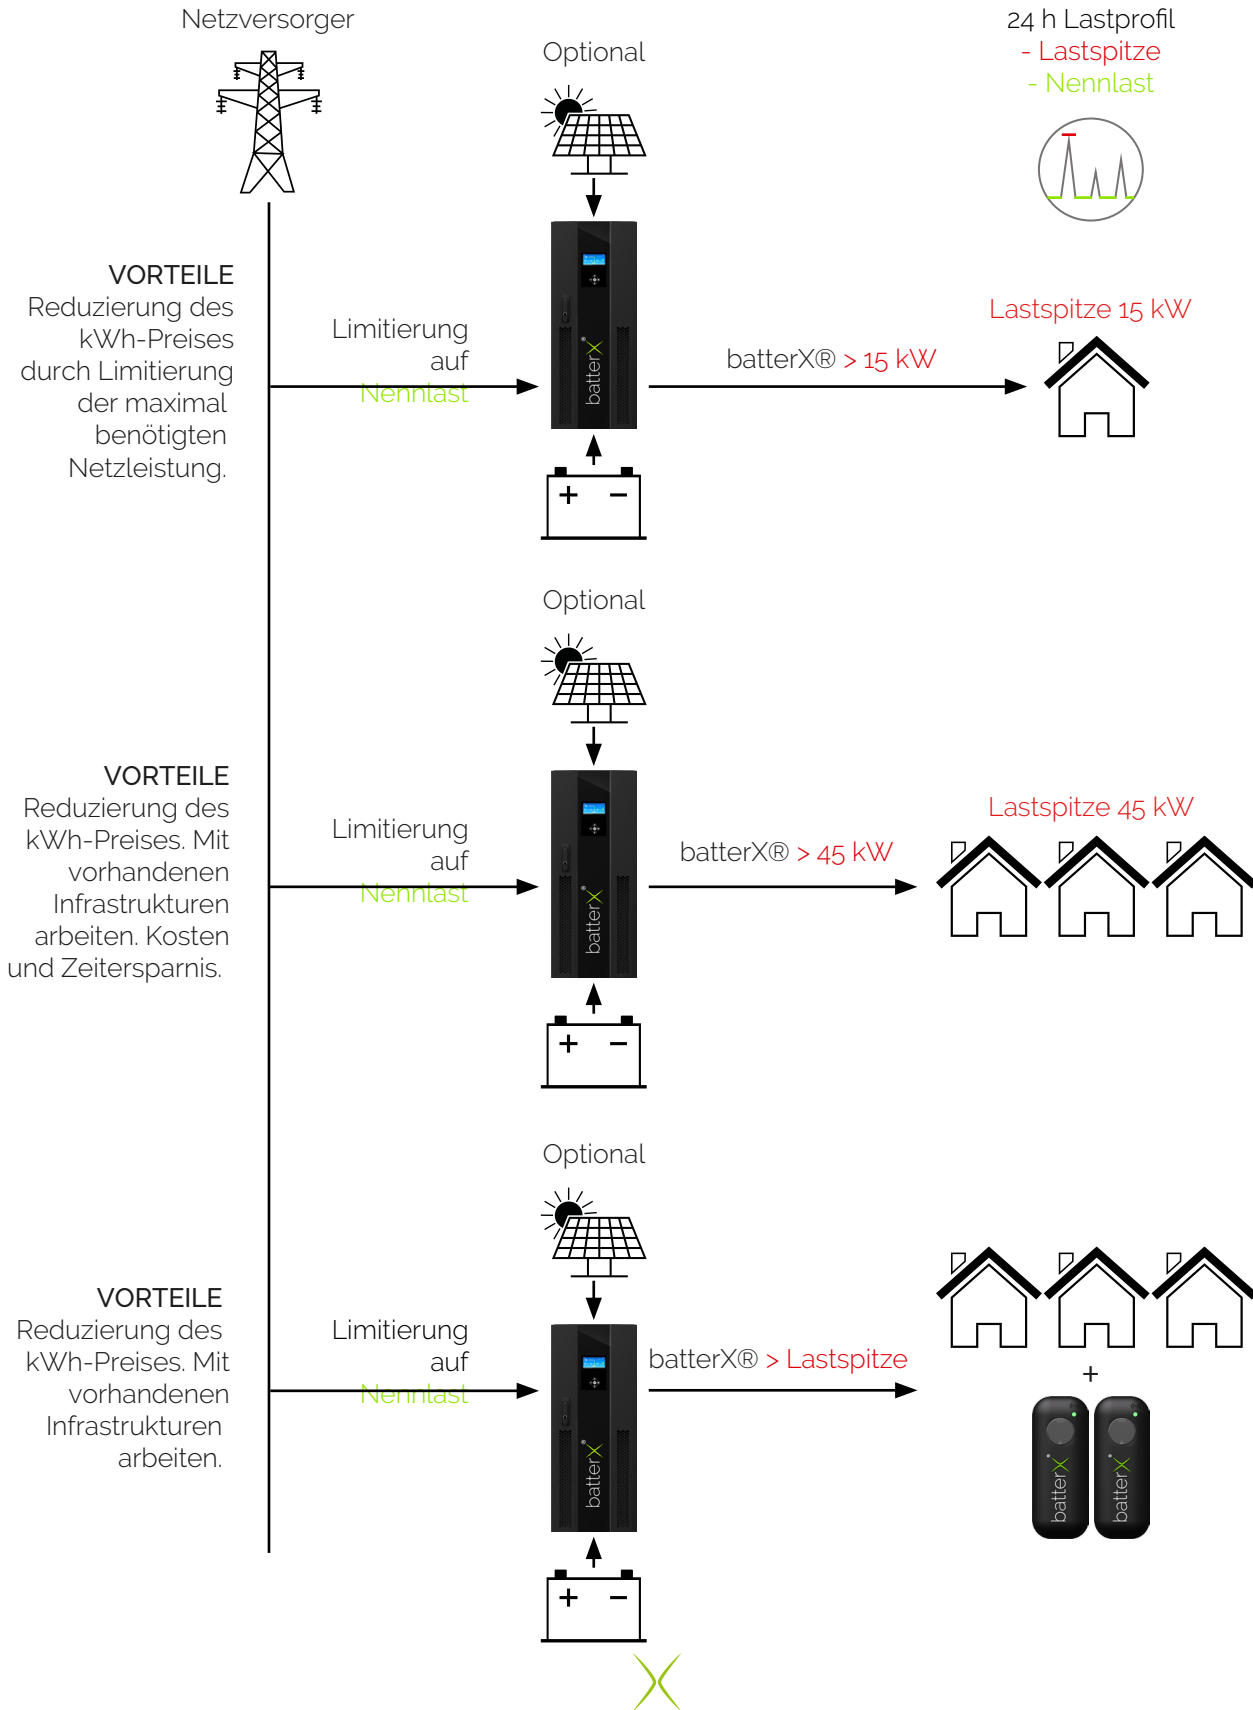 Netzversorger
Optional
24 h Lastprofil
- Lastspitze
- Nennlast
VORTEILE
Reduzierung des
kWh-Preises
durch Limitierung
der maximal
benötigten
Netzleistung.
Limitierung
auf
Nennlast
batterX®
batterX® > 15 kW
Lastspitze 15 kW
+ −
Optional
VORTEILE
Reduzierung des
kWh-Preises. Mit
vorhandenen
Infrastrukturen
arbeiten. Kosten
und Zeitersparnis.
Limitierung
auf
Nennlast
batterX®
batterX® > 45 kW
Lastspitze 45 kW
+ −
Optional
VORTEILE
Reduzierung des
kWh-Preises. Mit
vorhandenen
Infrastrukturen
arbeiten.
Limitierung
auf
Nennlast
batterX®
batterX® > Lastspitze
+
batterX®
batterX®
+ −